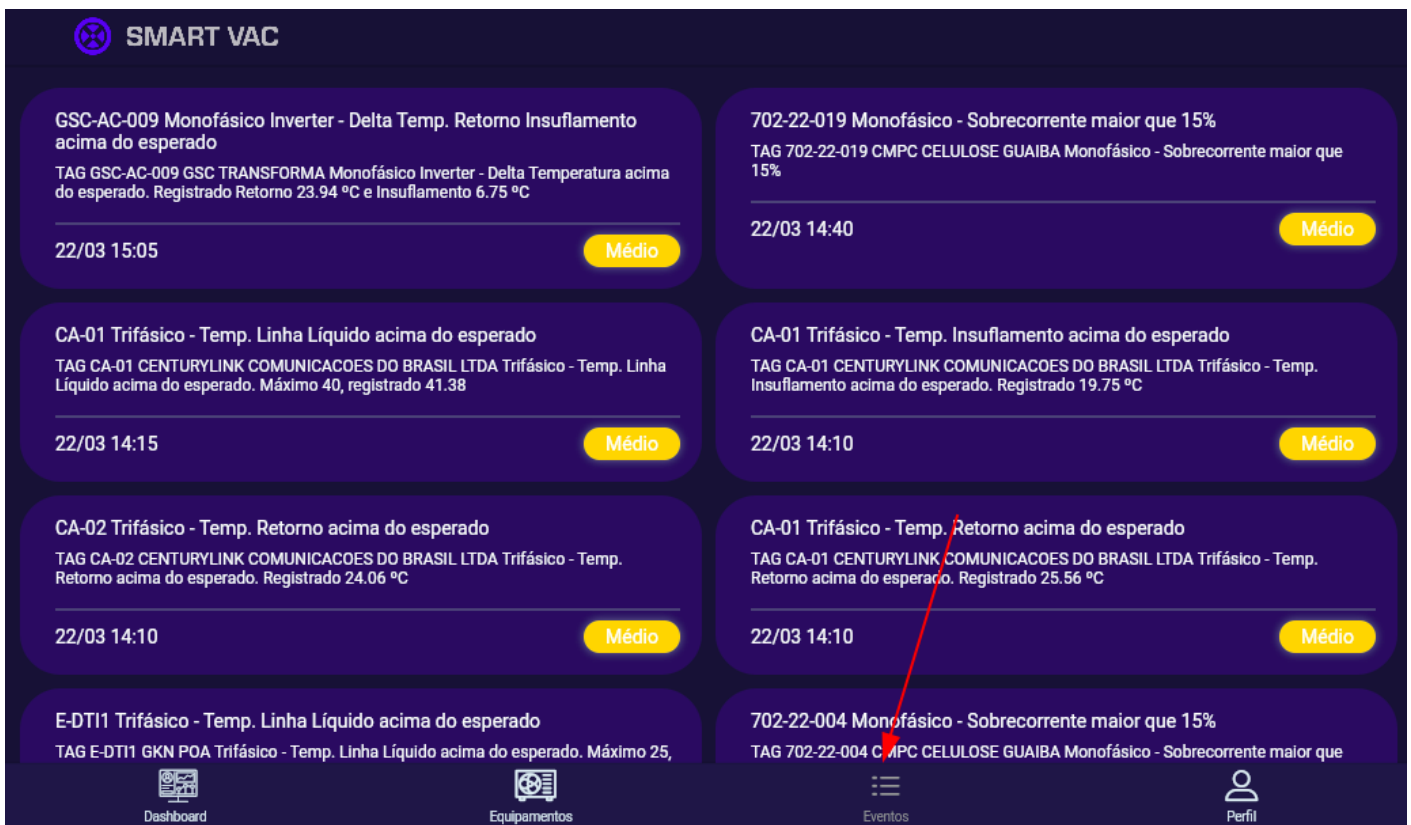 SMART VAC
GSC-AC-009 Monofásico Inverter - Delta Temp. Retorno Insuflamento
acima do esperado
TAG GSC-AC-009 GSC TRANSFORMA Monofásico Inverter - Delta Temperatura acima
do esperado. Registrado Retorno 23.94 ºC e Insuflamento 6.75 ºC
22/03 15:05
Médio
702-22-019 Monofásico - Sobrecorrente maior que 15%
TAG 702-22-019 CMPC CELULOSE GUAIBA Monofásico - Sobrecorrente maior que
15%
22/03 14:40
Médio
CA-01 Trifásico - Temp. Linha Líquido acima do esperado
TAG CA-01 CENTURYLINK COMUNICACOES DO BRASIL LTDA Trifásico - Temp. Linha
Líquido acima do esperado. Máximo 40, registrado 41.38
22/03 14:15
Médio
CA-01 Trifásico - Temp. Insuflamento acima do esperado
TAG CA-01 CENTURYLINK COMUNICACOES DO BRASIL LTDA Trifásico - Temp.
Insuflamento acima do esperado. Registrado 19.75 ºC
22/03 14:10
Médio
CA-02 Trifásico - Temp. Retorno acima do esperado
TAG CA-02 CENTURYLINK COMUNICACOES DO BRASIL LTDA Trifásico - Temp.
Retorno acima do esperado. Registrado 24.06 ºC
22/03 14:10
Médio
CA-01 Trifásico - Temp. Retorno acima do esperado
TAG CA-01 CENTURYLINK COMUNICACOES DO BRASIL LTDA Trifásico - Temp.
Retorno acima do esperado. Registrado 25.56 ºC
22/03 14:10
Médio
E-DTI1 Trifásico - Temp. Linha Líquido acima do esperado
TAG E-DTI1 GKN POA Trifásico - Temp. Linha Líquido acima do esperado. Máximo 25,
702-22-004 Monofásico - Sobrecorrente maior que 15%
TAG 702-22-004 CMPC CELULOSE GUAIBA Monofásico - Sobrecorrente maior que
Dashboard
Equipamentos
Eventos
Perfil